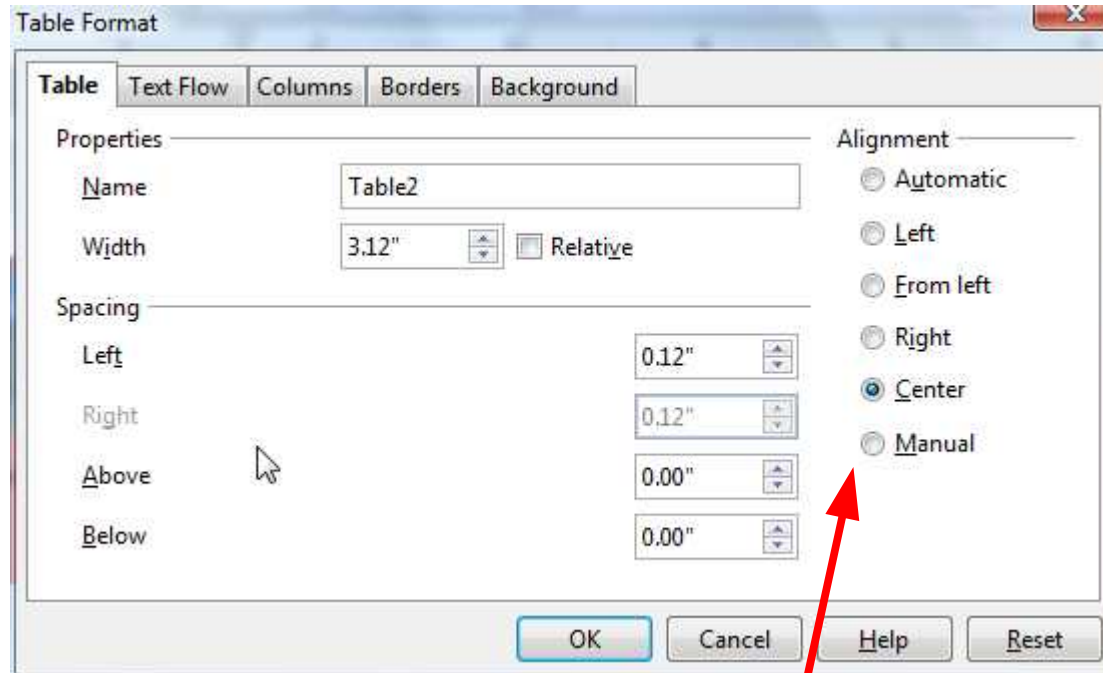 Table Format
Table Text Flow Columns Borders Background
Properties
Name Table2
Width 3.12" Relative
Spacing
Left 0.12"
Right 0.12"
Above 0.00"
Below 0.00"
Alignment
Automatic
Left
From left
Right
Center
Manual
OK Cancel Help Reset